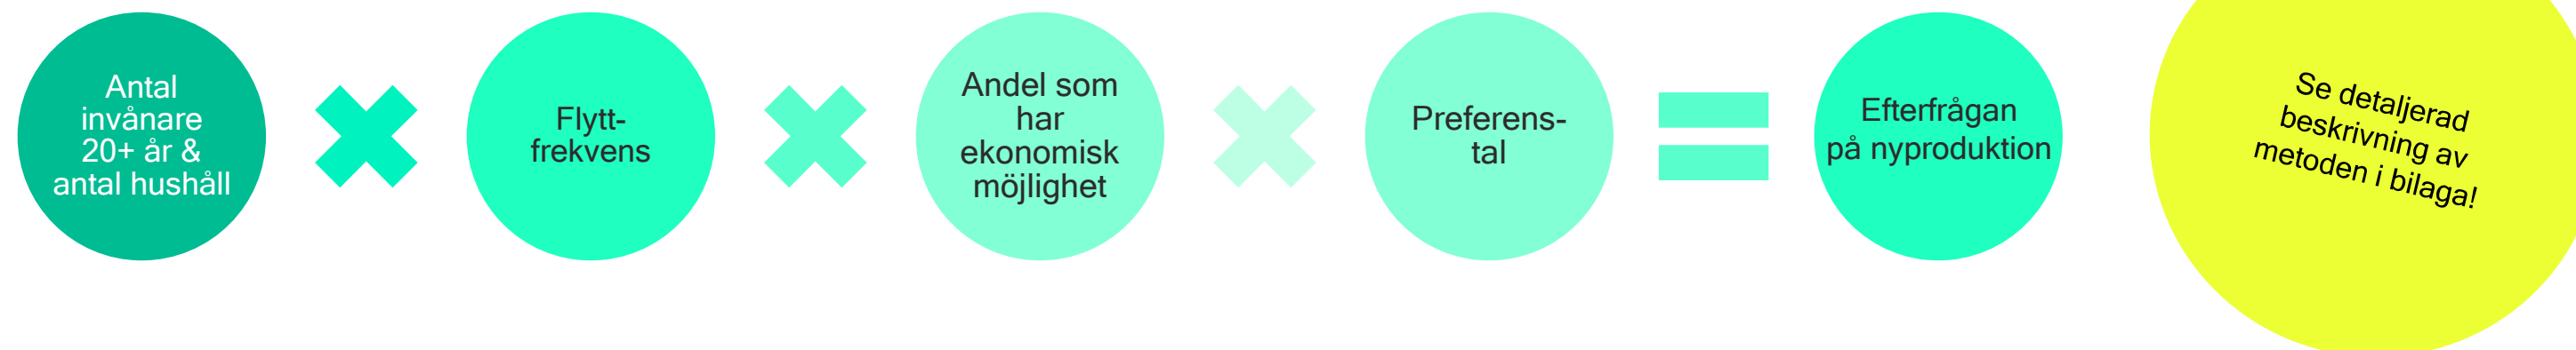 Antal
invånare
20+ år &
antal hushåll
Flytt-
frekvens
Andel som
har
ekonomisk
möjlighet
Preferens-
tal
Efterfrågan
på nyproduktion
Se detaljerad
beskrivning av
metoden i bilaga!